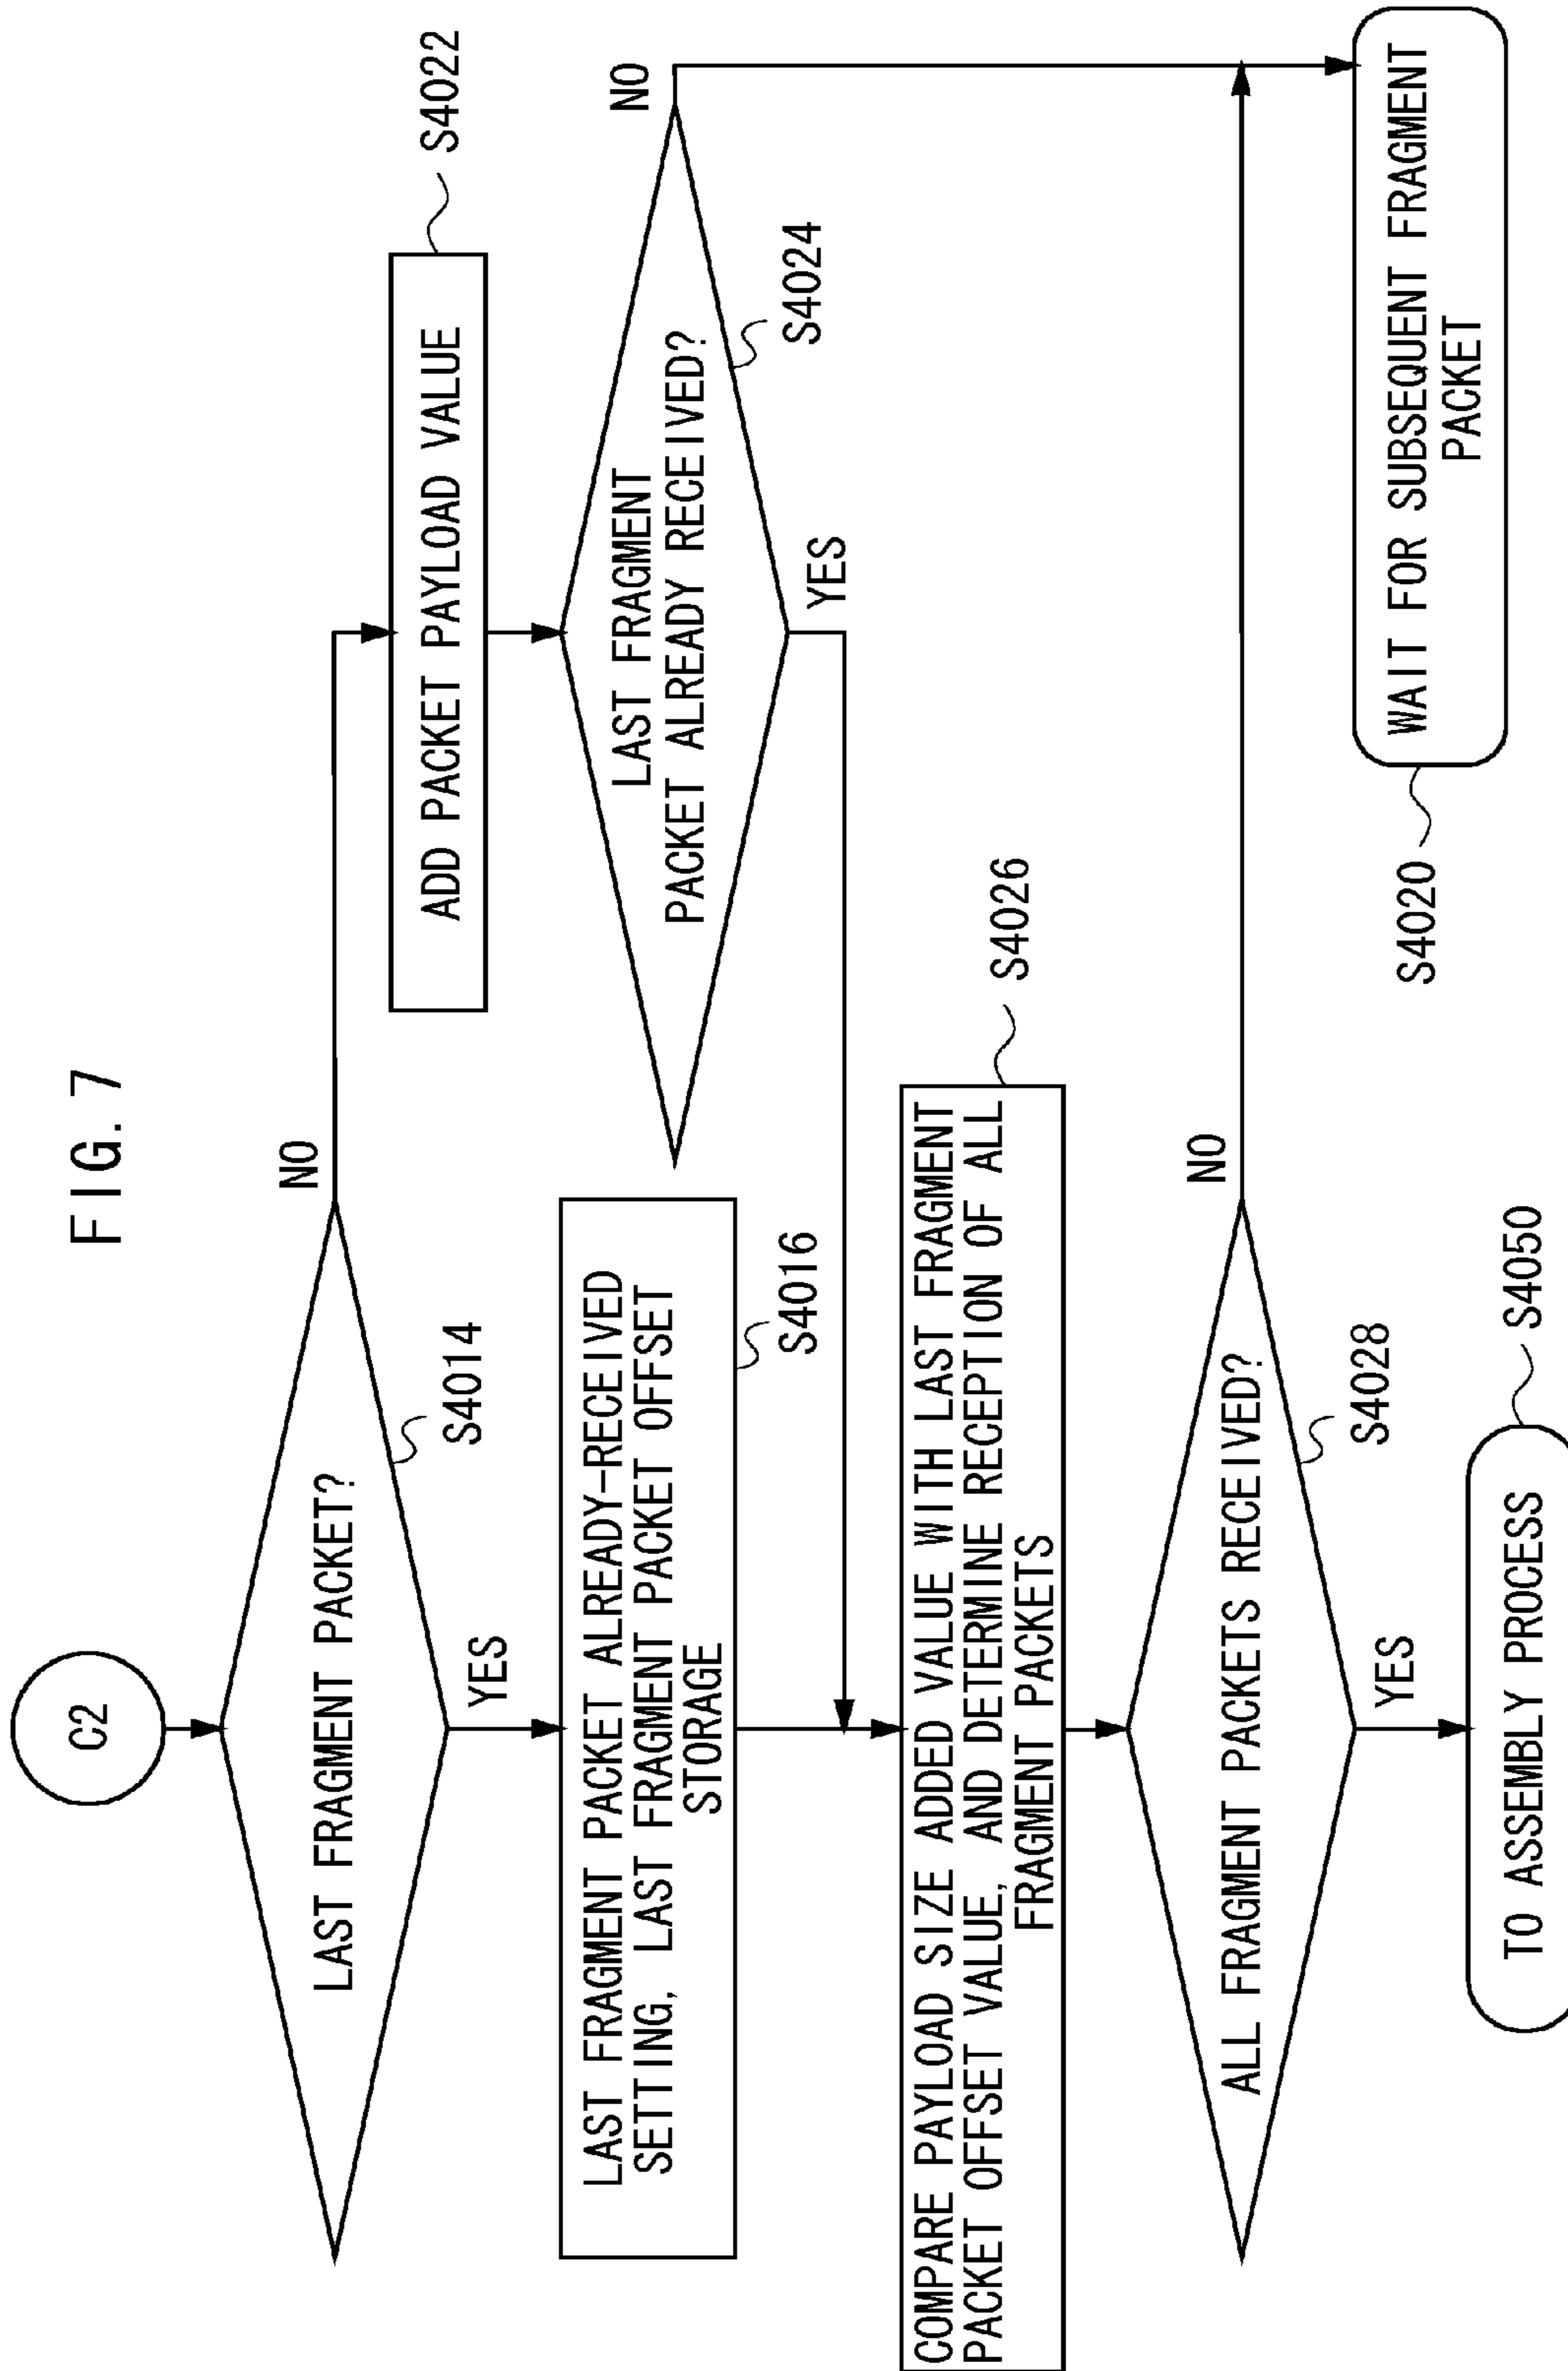 FIG. 7
C2
LAST FRAGMENT PACKET?
S4014
NO
YES
ADD PACKET PAYLOAD VALUE
S4022
LAST FRAGMENT PACKET ALREADY-RECEIVED
SETTING, LAST FRAGMENT PACKET OFFSET
STORAGE
S4016
LAST FRAGMENT
PACKET ALREADY RECEIVED?
S4024
NO
YES
COMPARE PAYLOAD SIZE ADDED VALUE WITH LAST FRAGMENT
PACKET OFFSET VALUE, AND DETERMINE RECEPTION OF ALL
FRAGMENT PACKETS
S4026
ALL FRAGMENT PACKETS RECEIVED?
S4028
NO
YES
WAIT FOR SUBSEQUENT FRAGMENT
PACKET
S4020
TO ASSEMBLY PROCESS
S4050